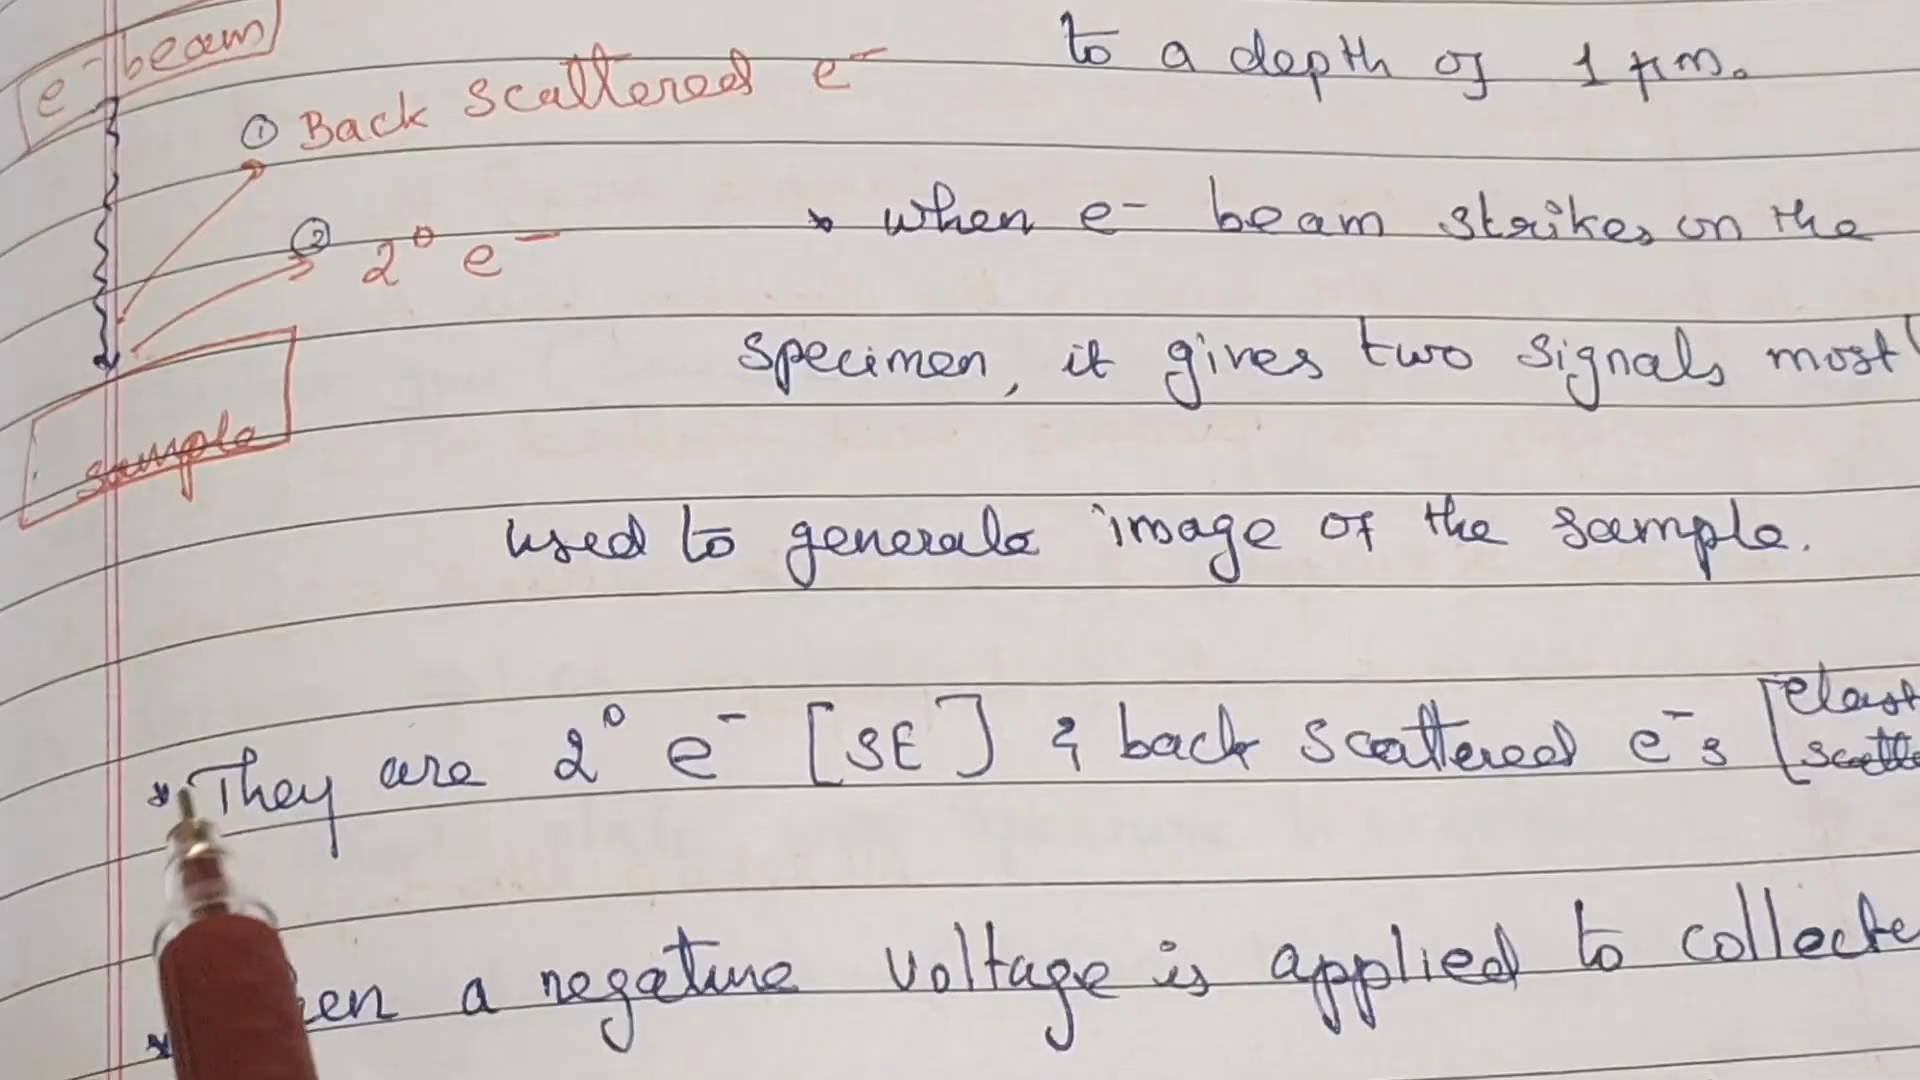 e⁻ beam
① Back scattered e⁻
② 2° e⁻
sample
to a depth of 1 μm.
* when e⁻ beam strikes on the
specimen, it gives two signals most
used to generate image of the sample.
* They are 2° e⁻ [SE] & back scattered e⁻s [elast
scatte
* en a negative voltage is applied to collecte